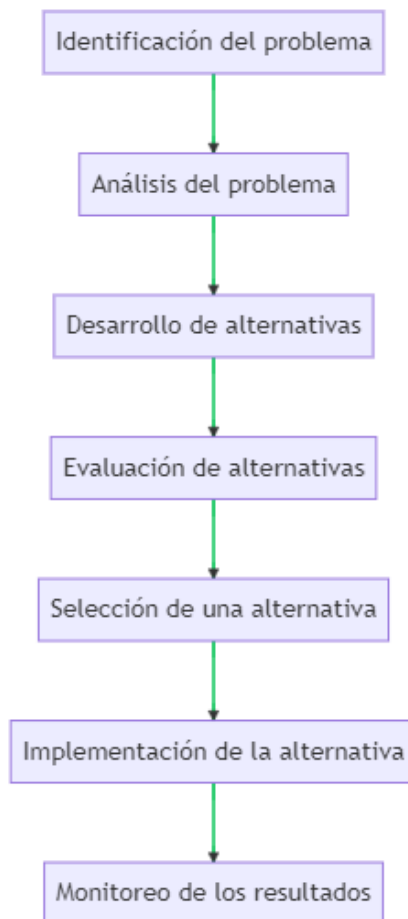 Identificación del problema
Análisis del problema
Desarrollo de alternativas
Evaluación de alternativas
Selección de una alternativa
Implementación de la alternativa
Monitoreo de los resultados